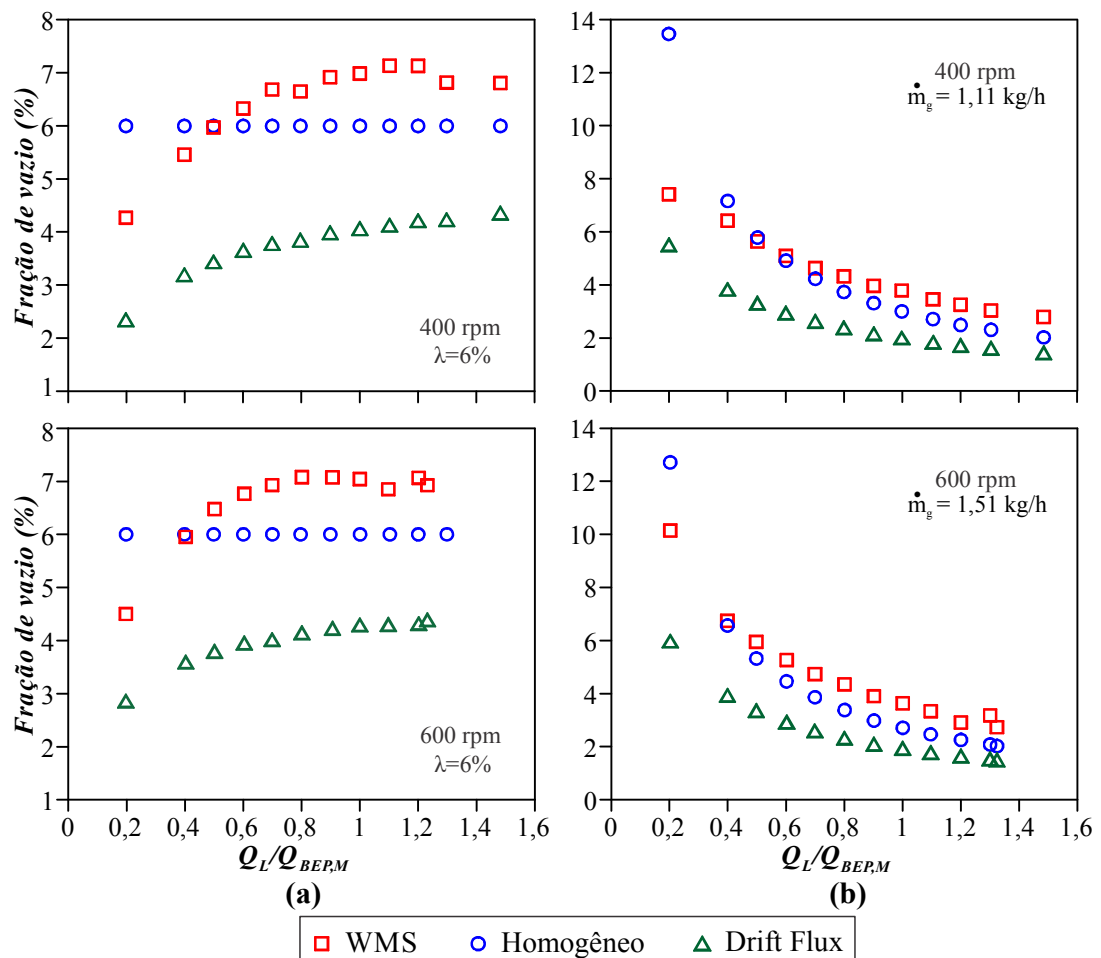 8
7
6
5
4
3
2
1
Fração de vazio (%)
400 rpm
λ=6%
14
12
10
8
6
4
2
0
400 rpm
ṁg = 1,11 kg/h
8
7
6
5
4
3
2
1
Fração de vazio (%)
600 rpm
λ=6%
0 0,2 0,4 0,6 0,8 1 1,2 1,4 1,6
QL/QBEP,M
(a)
14
12
10
8
6
4
2
0
600 rpm
ṁg = 1,51 kg/h
0 0,2 0,4 0,6 0,8 1 1,2 1,4 1,6
QL/QBEP,M
(b)
WMS Homogêneo Drift Flux